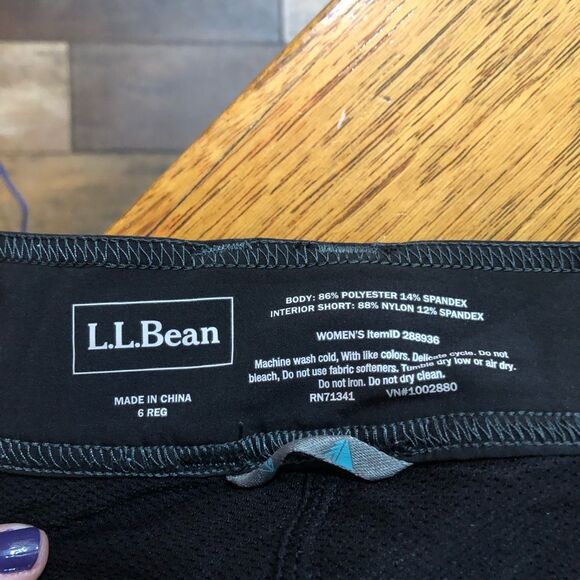 L.L.Bean
MADE IN CHINA
6 REG
BODY: 86% POLYESTER 14% SPANDEX
INTERIOR SHORT: 88% NYLON 12% SPANDEX
WOMEN'S ItemID 288936
Machine wash cold, With like colors. Delicate cycle. Do not
bleach, Do not use fabric softeners. Tumble dry low or air dry.
Do not iron. Do not dry clean.
RN71341 VN#1002880